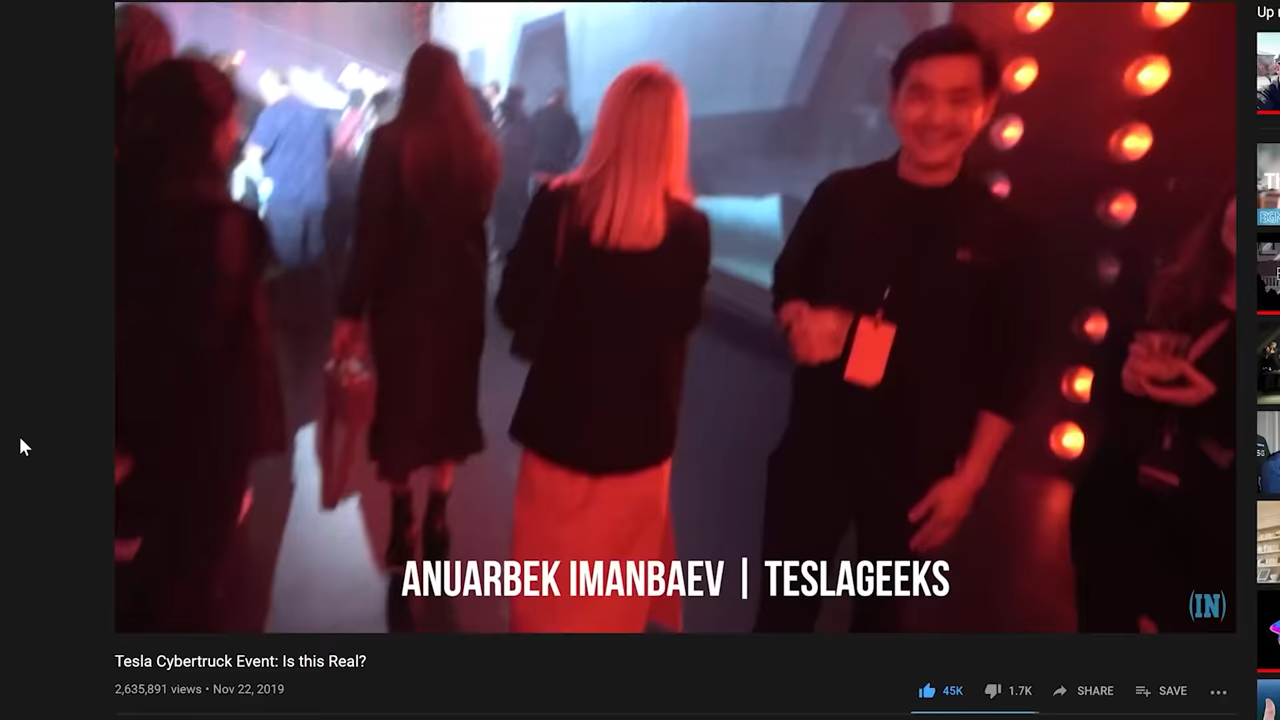 Up
ANUARBEK IMANBAEV | TESLAGEEKS
(IN)
Tesla Cybertruck Event: Is this Real?
2,635,891 views • Nov 22, 2019
45K 1.7K SHARE SAVE